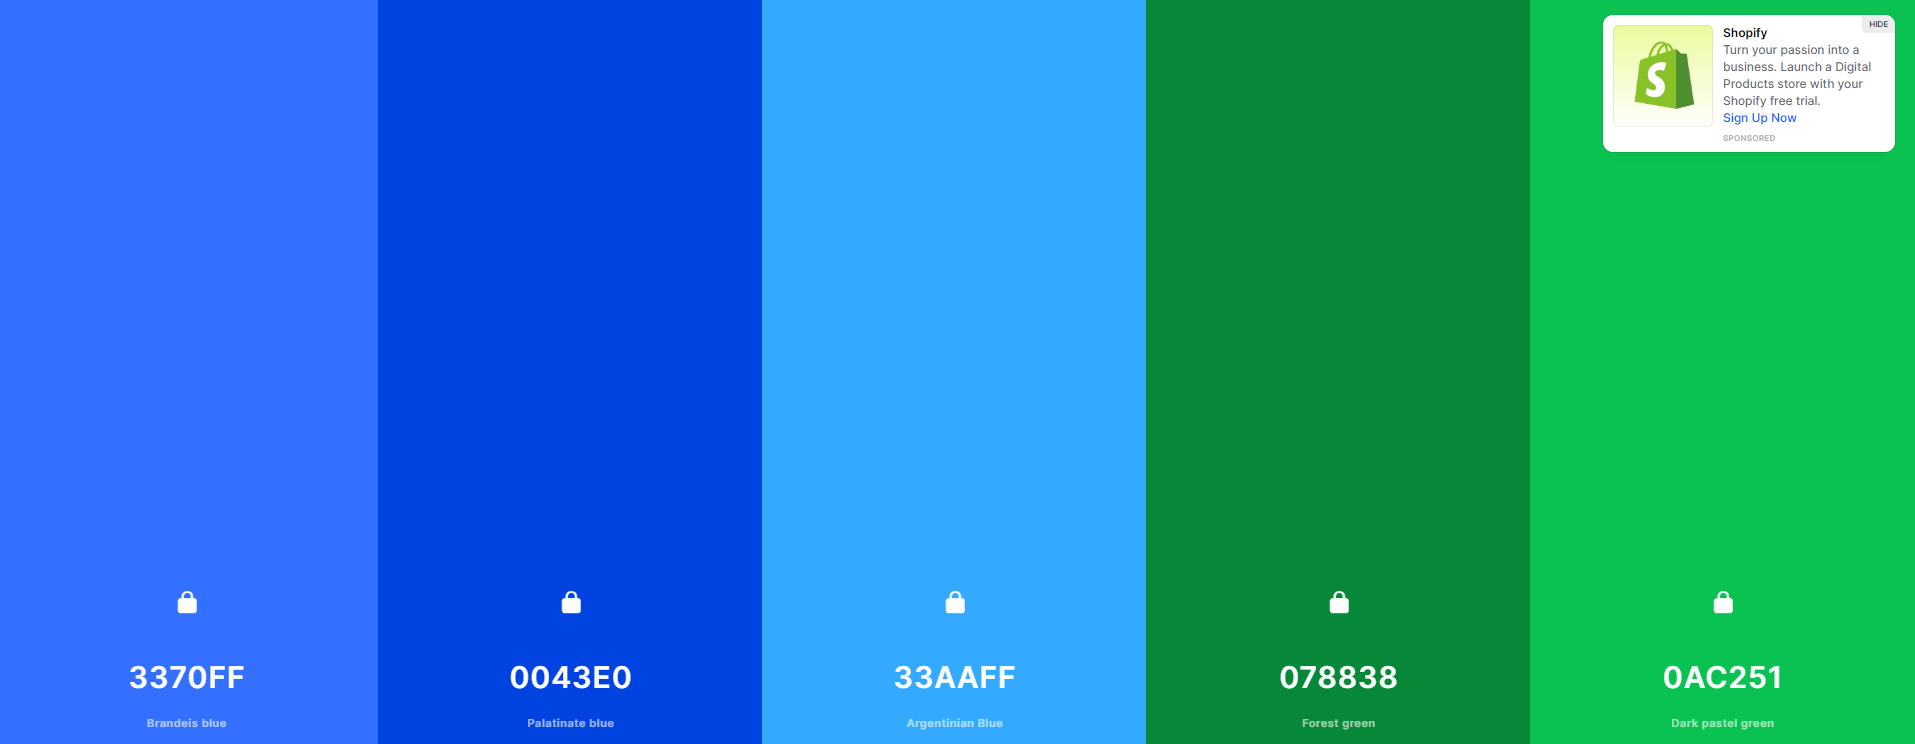 HIDE
Shopify
Turn your passion into a
business. Launch a Digital
Products store with your
Shopify free trial.
Sign Up Now
SPONSORED
3370FF
Brandeis blue
0043E0
Palatinate blue
33AAFF
Argentinian Blue
078838
Forest green
0AC251
Dark pastel green